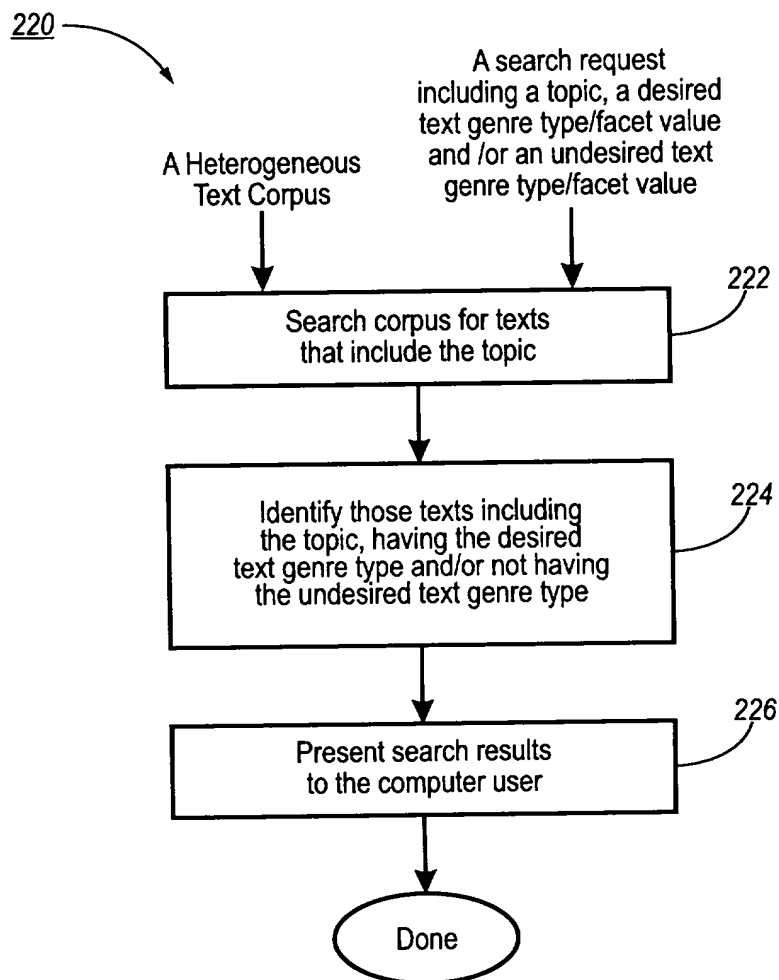 220
A search request
including a topic, a desired
text genre type/facet value
and /or an undesired text
genre type/facet value
A Heterogeneous
Text Corpus
222
Search corpus for texts
that include the topic
224
Identify those texts including
the topic, having the desired
text genre type and/or not having
the undesired text genre type
226
Present search results
to the computer user
Done